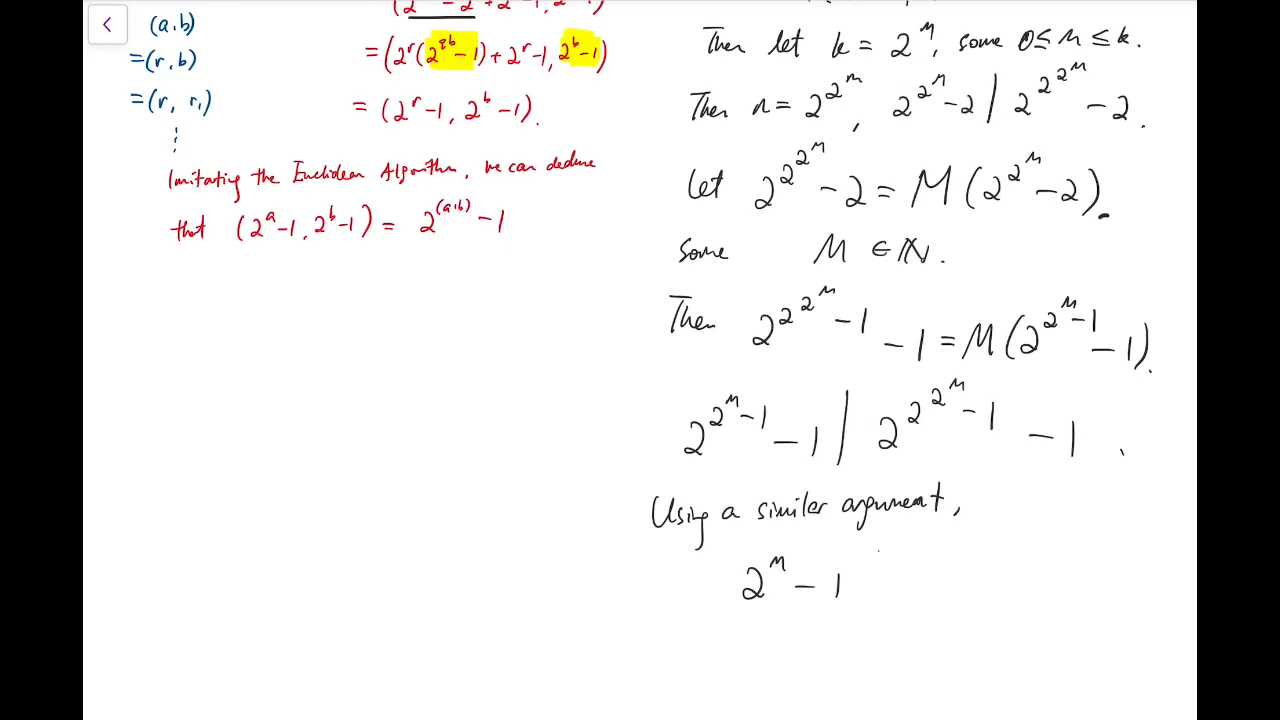 (a,b)
=(r,b)
=(r, r₁)
⋮
= (2^r(2^{qb}-1)+2^r-1, 2^b-1)
= (2^r-1, 2^b-1).
Imitating the Euclidean Algorithm, we can deduce
that (2^a-1, 2^b-1) = 2^{(a,b)} - 1
Then let k = 2^m, some 0≤m≤k.
Then n = 2^{2^m}, 2^{2^m}-2 | 2^{2^{2^m}} - 2.
Let 2^{2^{2^m}} - 2 = M(2^{2^m} - 2).
Some M ∈ ℕ.
Then 2^{2^{2^m}-1} - 1 = M(2^{2^m-1} - 1).
2^{2^m-1} - 1 | 2^{2^{2^m}-1} - 1.
Using a similar argument,
2^m - 1